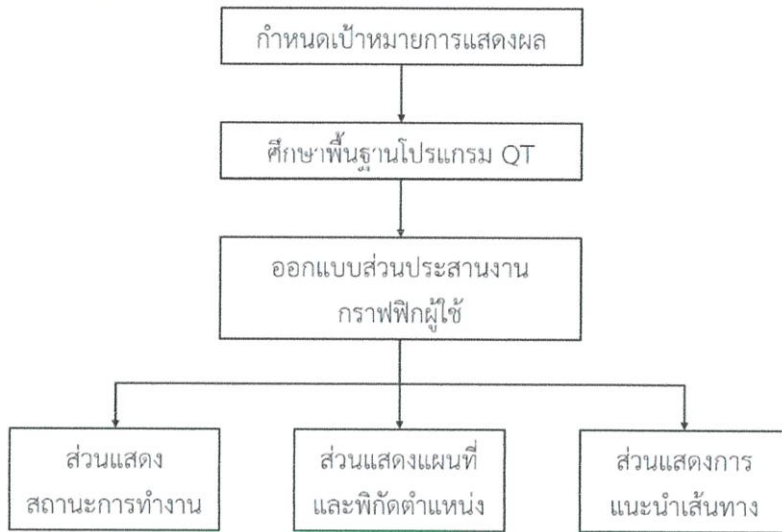 กำหนดเป้าหมายการแสดงผล
ศึกษาพื้นฐานโปรแกรม QT
ออกแบบส่วนประสานงาน
กราฟฟิกผู้ใช้
ส่วนแสดง
สถานะการทำงาน
ส่วนแสดงแผนที่
และพิกัดตำแหน่ง
ส่วนแสดงการ
แนะนำเส้นทาง